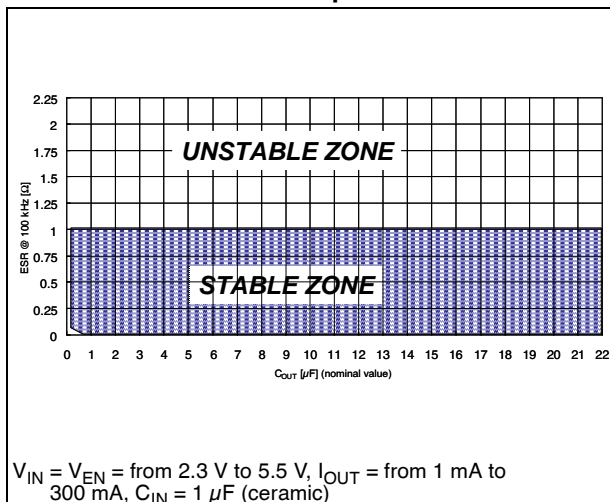 2.25
2
1.75
1.5
1.25
1
0.75
0.5
0.25
0
ESR @ 100 kHz [Ω]
UNSTABLE ZONE
STABLE ZONE
0 1 2 3 4 5 6 7 8 9 10 11 12 13 14 15 16 17 18 19 20 21 22
COUT [µF] (nominal value)
VIN = VEN = from 2.3 V to 5.5 V, IOUT = from 1 mA to
300 mA, CIN = 1 µF (ceramic)